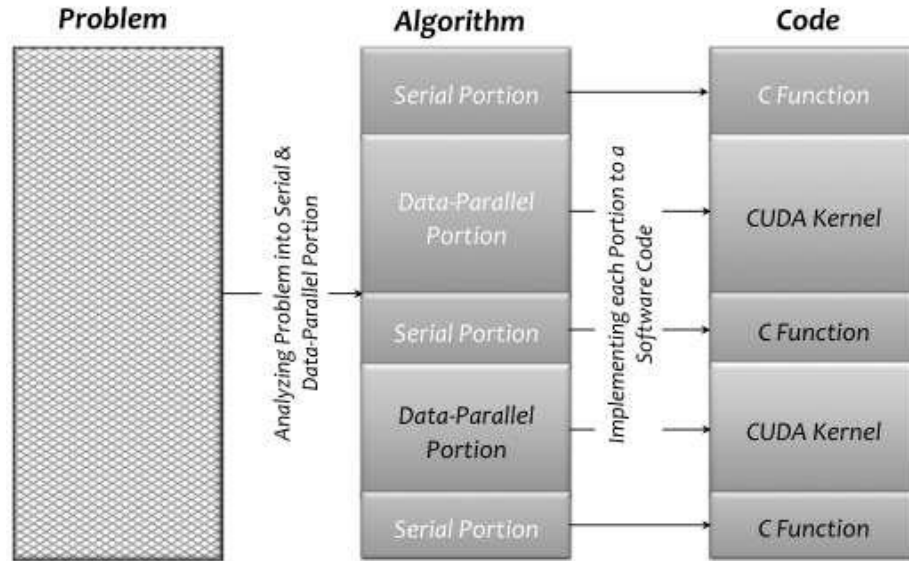 Problem
Algorithm
Code
Analyzing Problem into Serial &
Data-Parallel Portion
Serial Portion
Data-Parallel
Portion
Serial Portion
Data-Parallel
Portion
Serial Portion
Implementing each Portion to a
Software Code
C Function
CUDA Kernel
C Function
CUDA Kernel
C Function